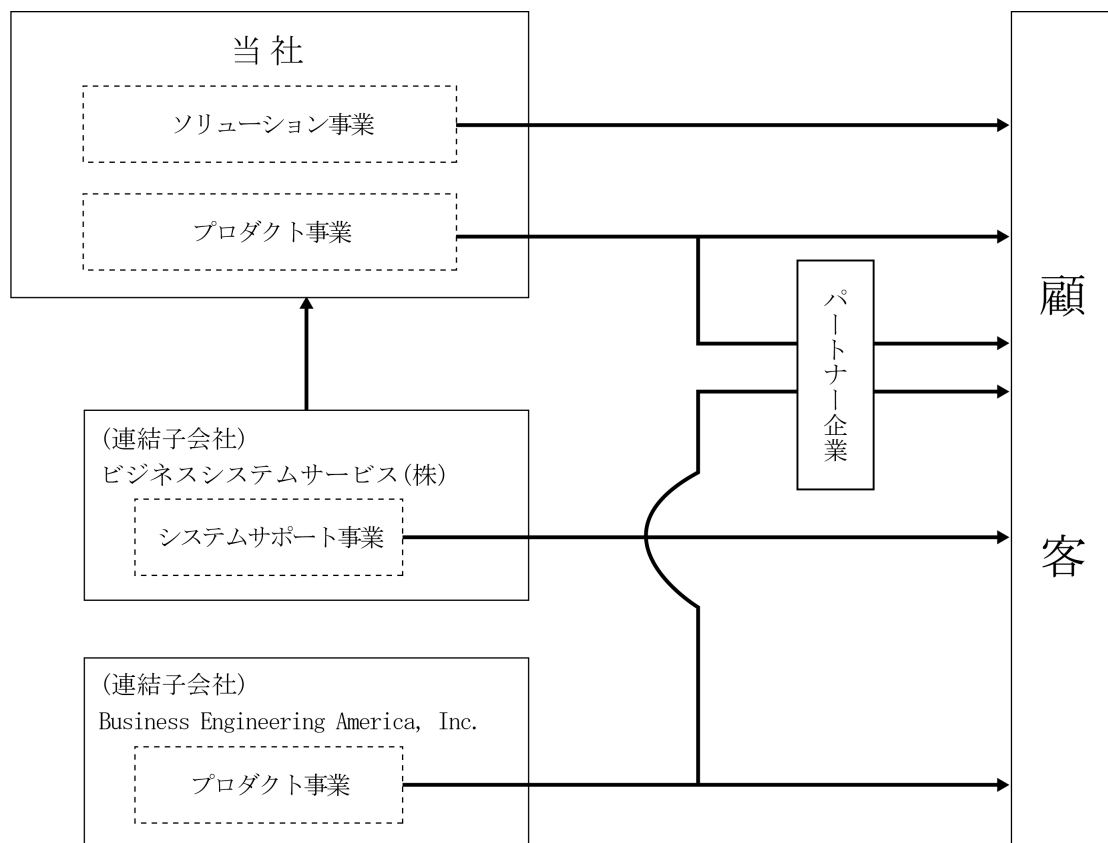 当社
ソリューション事業
プロダクト事業
パートナー企業
顧客
(連結子会社)
ビジネスシステムサービス(株)
システムサポート事業
(連結子会社)
Business Engineering America, Inc.
プロダクト事業